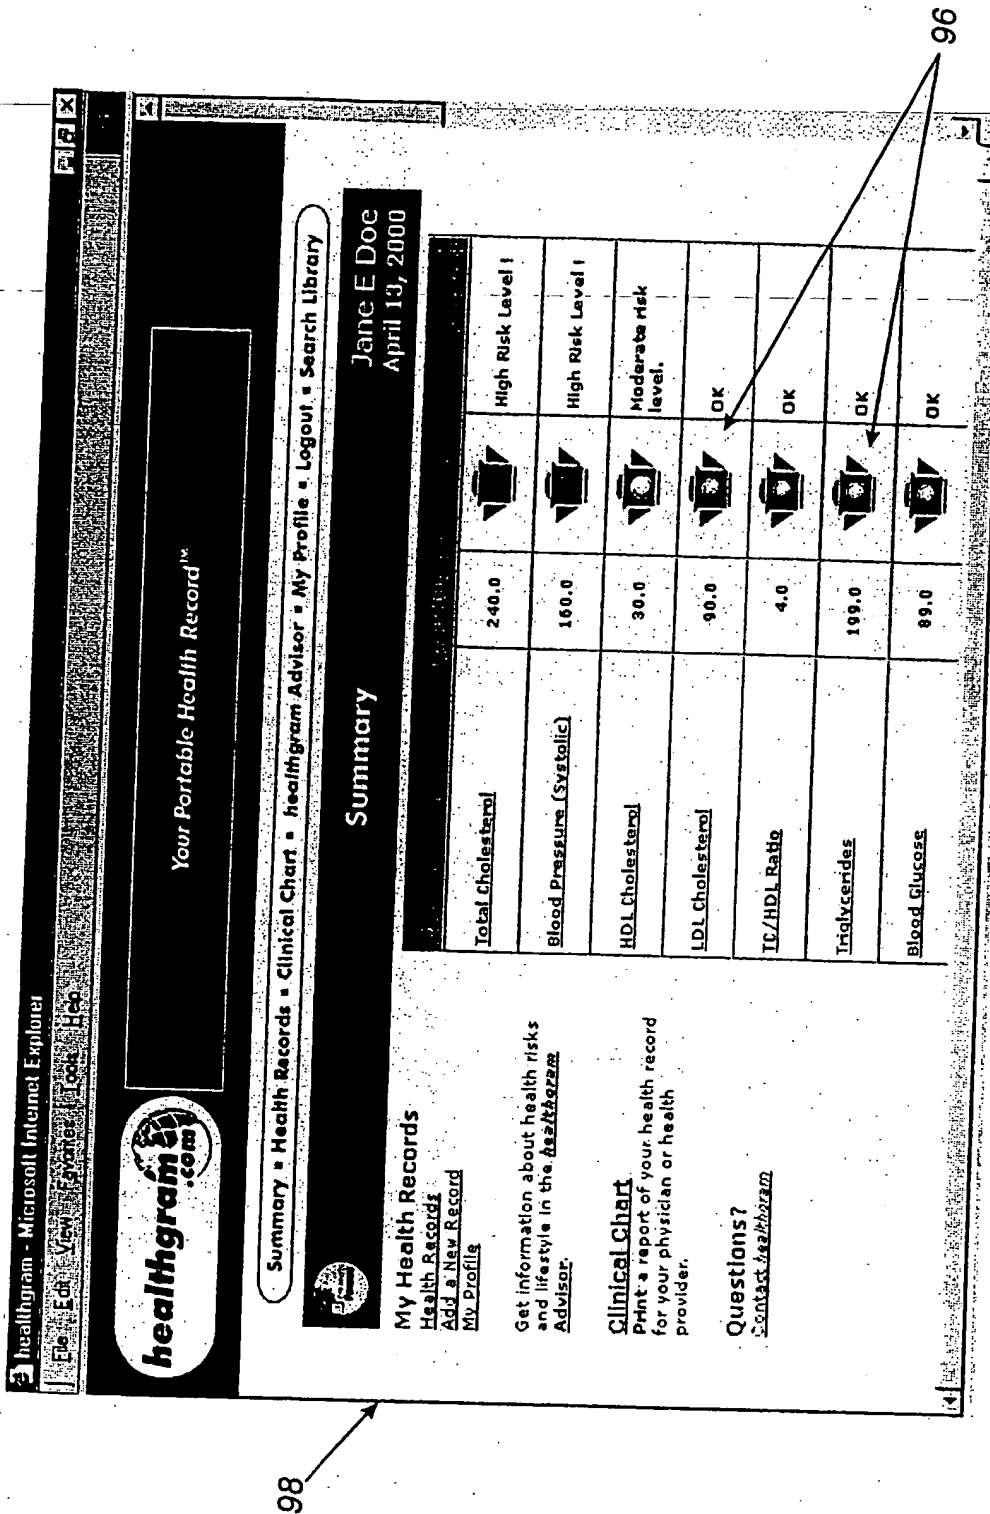 healthgram - Microsoft Internet Explorer
File Edit View Favorites Tools Help
healthgram
.com
Your Portable Health Record™
Summary ▪ Health Records ▪ Clinical Chart ▪ healthgram Advisor ▪ My Profile ▪ Logout ▪ Search Library
Summary
Jane E Doe
April 13, 2000
My Health Records
Health Records
Add a New Record
My Profile
Get information about health risks
and lifestyle in the healthgram
Advisor.
Clinical Chart
Print a report of your health record
for your physician or health
provider.
Questions?
Contact healthgram
Total Cholesterol 240.0 High Risk Level !
Blood Pressure (Systolic) 160.0 High Risk Level !
HDL Cholesterol 30.0 Moderate risk
level.
LDL Cholesterol 90.0 OK
TC/HDL Ratio 4.0 OK
Triglycerides 199.0 OK
Blood Glucose 89.0 OK
98
96